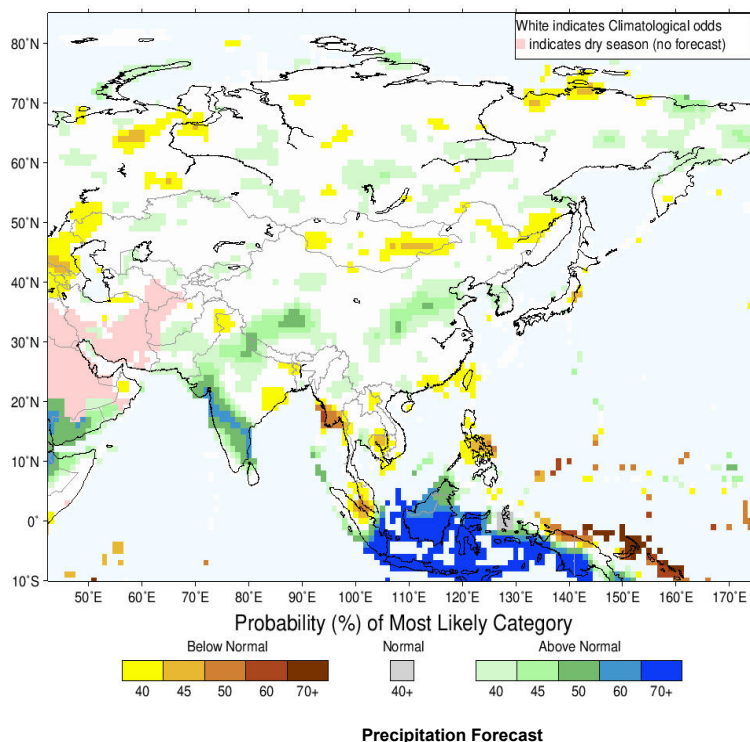 White indicates Climatological odds
indicates dry season (no forecast)
80˚N
70˚N
60˚N
50˚N
40˚N
30˚N
20˚N
10˚N
0˚
10˚S
50˚E 60˚E 70˚E 80˚E 90˚E 100˚E 110˚E 120˚E 130˚E 140˚E 150˚E 160˚E 170˚E
Probability (%) of Most Likely Category
Below Normal Normal Above Normal
40 45 50 60 70+ 40+ 40 45 50 60 70+
Precipitation Forecast